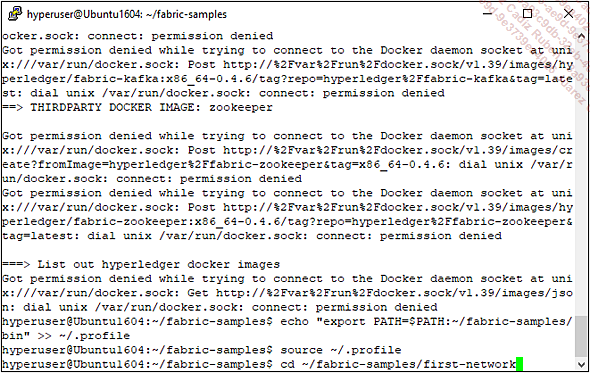 hyperuser@Ubuntu1604: ~/fabric-samples
ocker.sock: connect: permission denied
Got permission denied while trying to connect to the Docker daemon socket at uni
x:///var/run/docker.sock: Post http://%2Fvar%2Frun%2Fdocker.sock/v1.39/images/hy
perledger/fabric-kafka:x86_64-0.4.6/tag?repo=hyperledger%2Ffabric-kafka&tag=late
st: dial unix /var/run/docker.sock: connect: permission denied
==> THIRDPARTY DOCKER IMAGE: zookeeper
Got permission denied while trying to connect to the Docker daemon socket at uni
x:///var/run/docker.sock: Post http://%2Fvar%2Frun%2Fdocker.sock/v1.39/images/cr
eate?fromImage=hyperledger%2Ffabric-zookeeper&tag=x86_64-0.4.6: dial unix /var/r
un/docker.sock: connect: permission denied
Got permission denied while trying to connect to the Docker daemon socket at uni
x:///var/run/docker.sock: Post http://%2Fvar%2Frun%2Fdocker.sock/v1.39/images/hy
perledger/fabric-zookeeper:x86_64-0.4.6/tag?repo=hyperledger%2Ffabric-zookeeper&
tag=latest: dial unix /var/run/docker.sock: connect: permission denied
===> List out hyperledger docker images
Got permission denied while trying to connect to the Docker daemon socket at uni
x:///var/run/docker.sock: Get http://%2Fvar%2Frun%2Fdocker.sock/v1.39/images/jso
n: dial unix /var/run/docker.sock: connect: permission denied
hyperuser@Ubuntu1604:~/fabric-samples$ echo "export PATH=$PATH:~/fabric-samples/
bin" >> ~/.profile
hyperuser@Ubuntu1604:~/fabric-samples$ source ~/.profile
hyperuser@Ubuntu1604:~/fabric-samples$ cd ~/fabric-samples/first-network